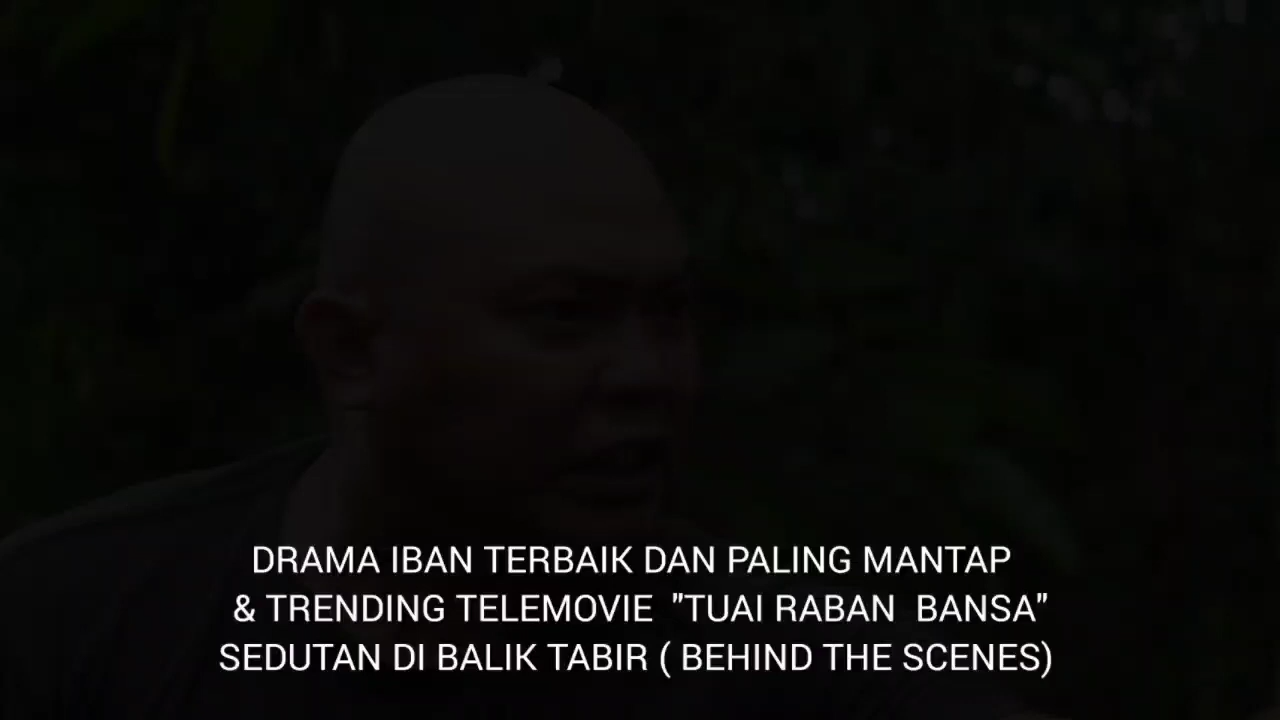 DRAMA IBAN TERBAIK DAN PALING MANTAP
& TRENDING TELEMOVIE "TUAI RABAN BANSA"
SEDUTAN DI BALIK TABIR ( BEHIND THE SCENES)